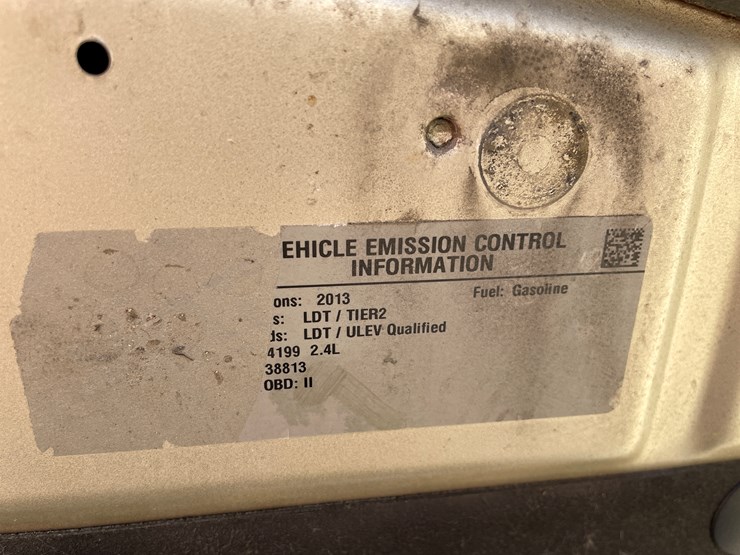 EHICLE EMISSION CONTROL
INFORMATION
ons: 2013 Fuel: Gasoline
s: LDT / TIER2
ds: LDT / ULEV Qualified
4199 2.4L
38813
OBD: II